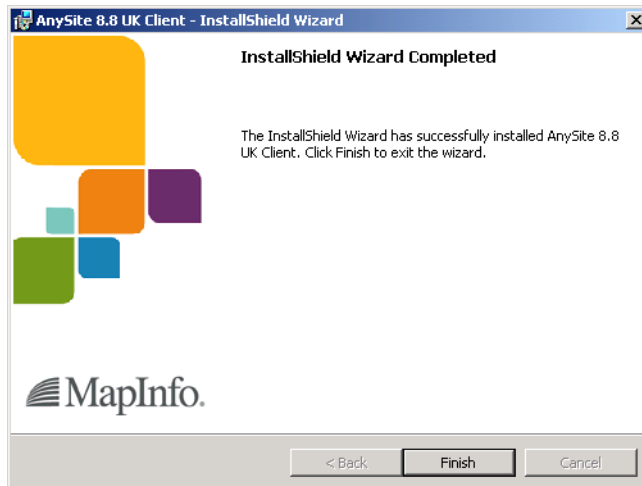 AnySite 8.8 UK Client - InstallShield Wizard
InstallShield Wizard Completed
The InstallShield Wizard has successfully installed AnySite 8.8
UK Client. Click Finish to exit the wizard.
MapInfo.
< Back
Finish
Cancel